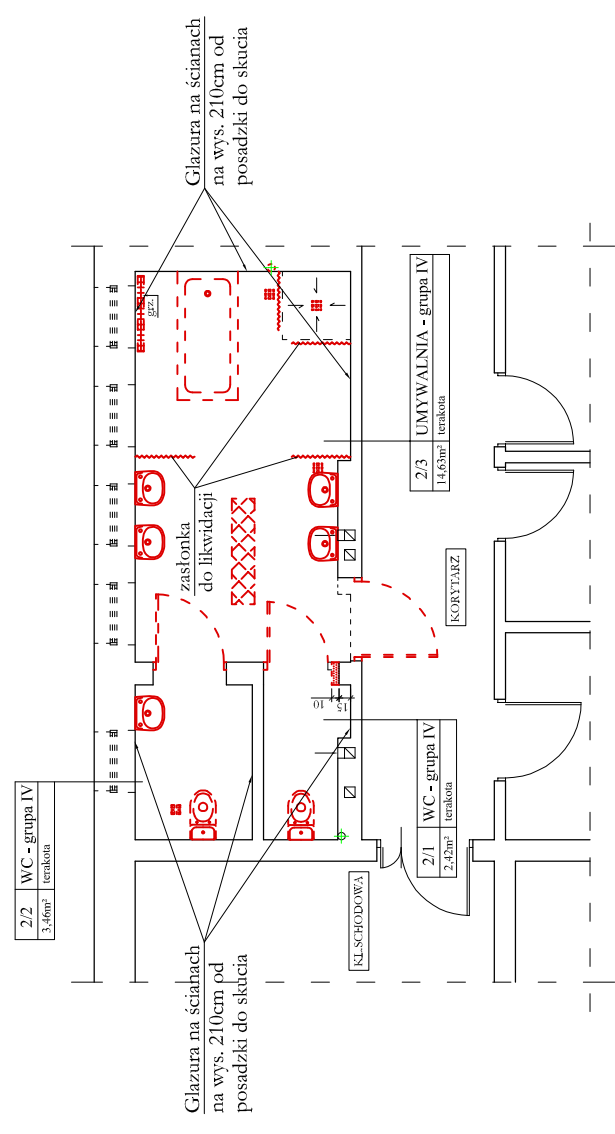 Glazura na ścianach
na wys. 210cm od
posadzki do skucia
grz.
2/3 UMYWALNIA - grupa IV
14,63m² terakota
zasłonka
do likwidacji
KORYTARZ
10
15
2/2 WC - grupa IV
3,46m² terakota
2/1 WC - grupa IV
2,42m² terakota
KL.SCHODOWA
Glazura na ścianach
na wys. 210cm od
posadzki do skucia